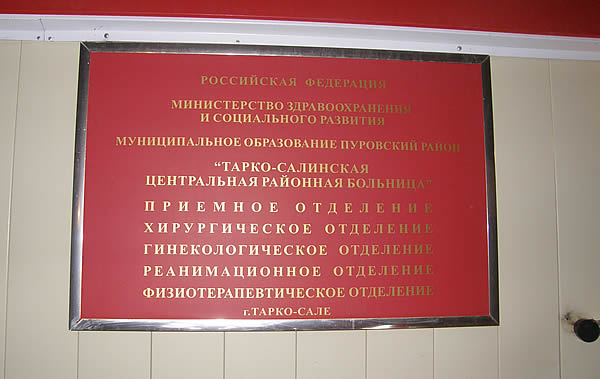 РОССИЙСКАЯ ФЕДЕРАЦИЯ
МИНИСТЕРСТВО ЗДРАВООХРАНЕНИЯ
И СОЦИАЛЬНОГО РАЗВИТИЯ
МУНИЦИПАЛЬНОЕ ОБРАЗОВАНИЕ ПУРОВСКИЙ РАЙОН
“ТАРКО-САЛИНСКАЯ
ЦЕНТРАЛЬНАЯ РАЙОННАЯ БОЛЬНИЦА”
ПРИЕМНОЕ ОТДЕЛЕНИЕ
ХИРУРГИЧЕСКОЕ ОТДЕЛЕНИЕ
ГИНЕКОЛОГИЧЕСКОЕ ОТДЕЛЕНИЕ
РЕАНИМАЦИОННОЕ ОТДЕЛЕНИЕ
ФИЗИОТЕРАПЕВТИЧЕСКОЕ ОТДЕЛЕНИЕ
г.ТАРКО-САЛЕ